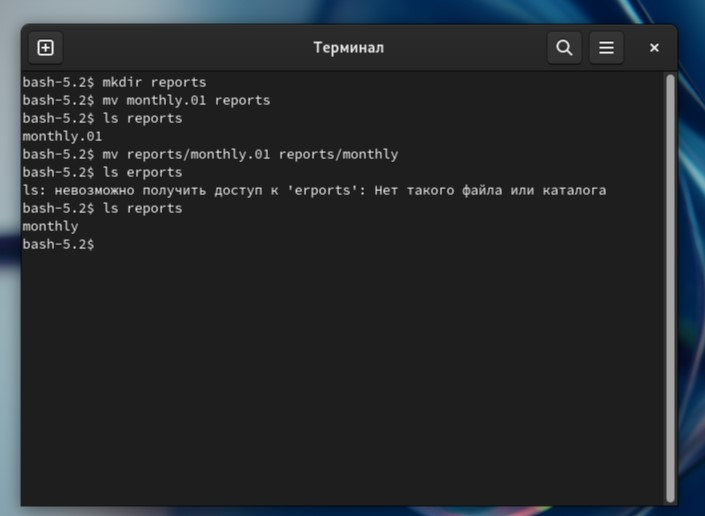 Терминал
bash-5.2$ mkdir reports
bash-5.2$ mv monthly.01 reports
bash-5.2$ ls reports
monthly.01
bash-5.2$ mv reports/monthly.01 reports/monthly
bash-5.2$ ls erports
ls: невозможно получить доступ к 'erports': Нет такого файла или каталога
bash-5.2$ ls reports
monthly
bash-5.2$